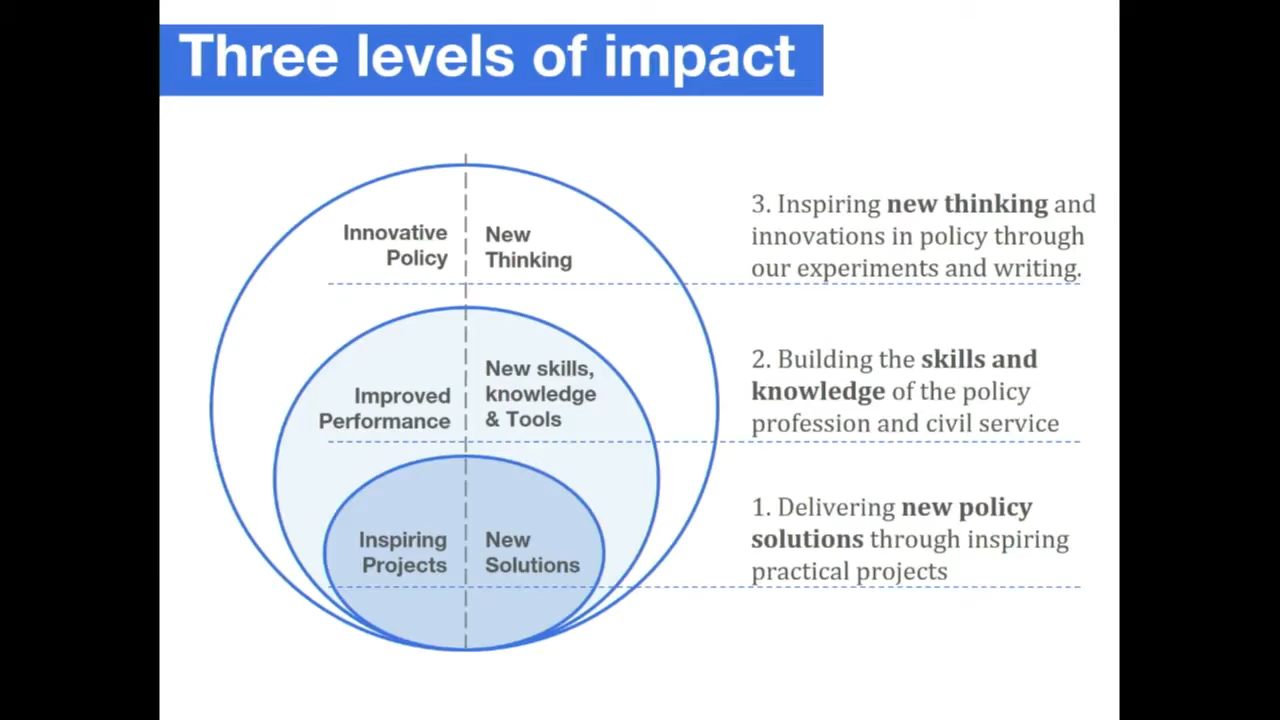 Three levels of impact
Innovative
Policy
New
Thinking
3. Inspiring new thinking and
innovations in policy through
our experiments and writing.
Improved
Performance
New skills,
knowledge
& Tools
2. Building the skills and
knowledge of the policy
profession and civil service
Inspiring
Projects
New
Solutions
1. Delivering new policy
solutions through inspiring
practical projects